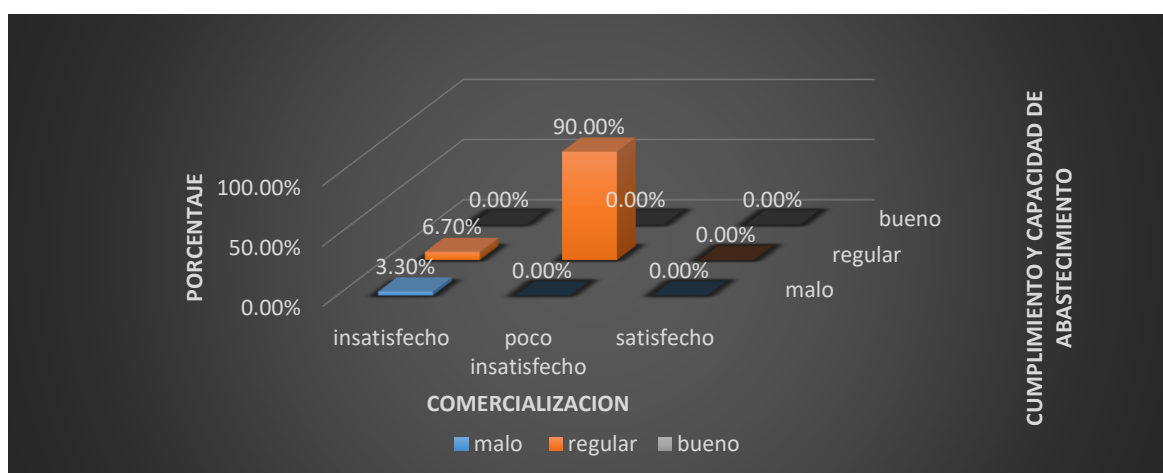 90.00%
100.00%
0.00% 0.00% 0.00%
bueno
6.70%
0.00%
regular
50.00%
3.30% 0.00% 0.00%
malo
0.00%
insatisfecho poco satisfecho
insatisfecho
PORCENTAJE
COMERCIALIZACION
CUMPLIMIENTO Y CAPACIDAD DE
ABASTECIMIENTO
malo regular bueno